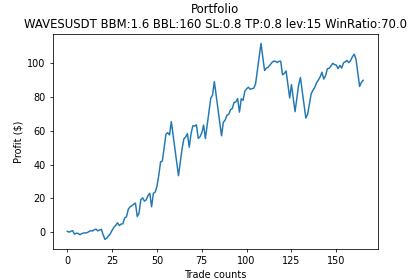 Portfolio
WAVESUSDT BBM:1.6 BBL:160 SL:0.8 TP:0.8 lev:15 WinRatio:70.0
Profit ($)
100
80
60
40
20
0
0 25 50 75 100 125 150
Trade counts